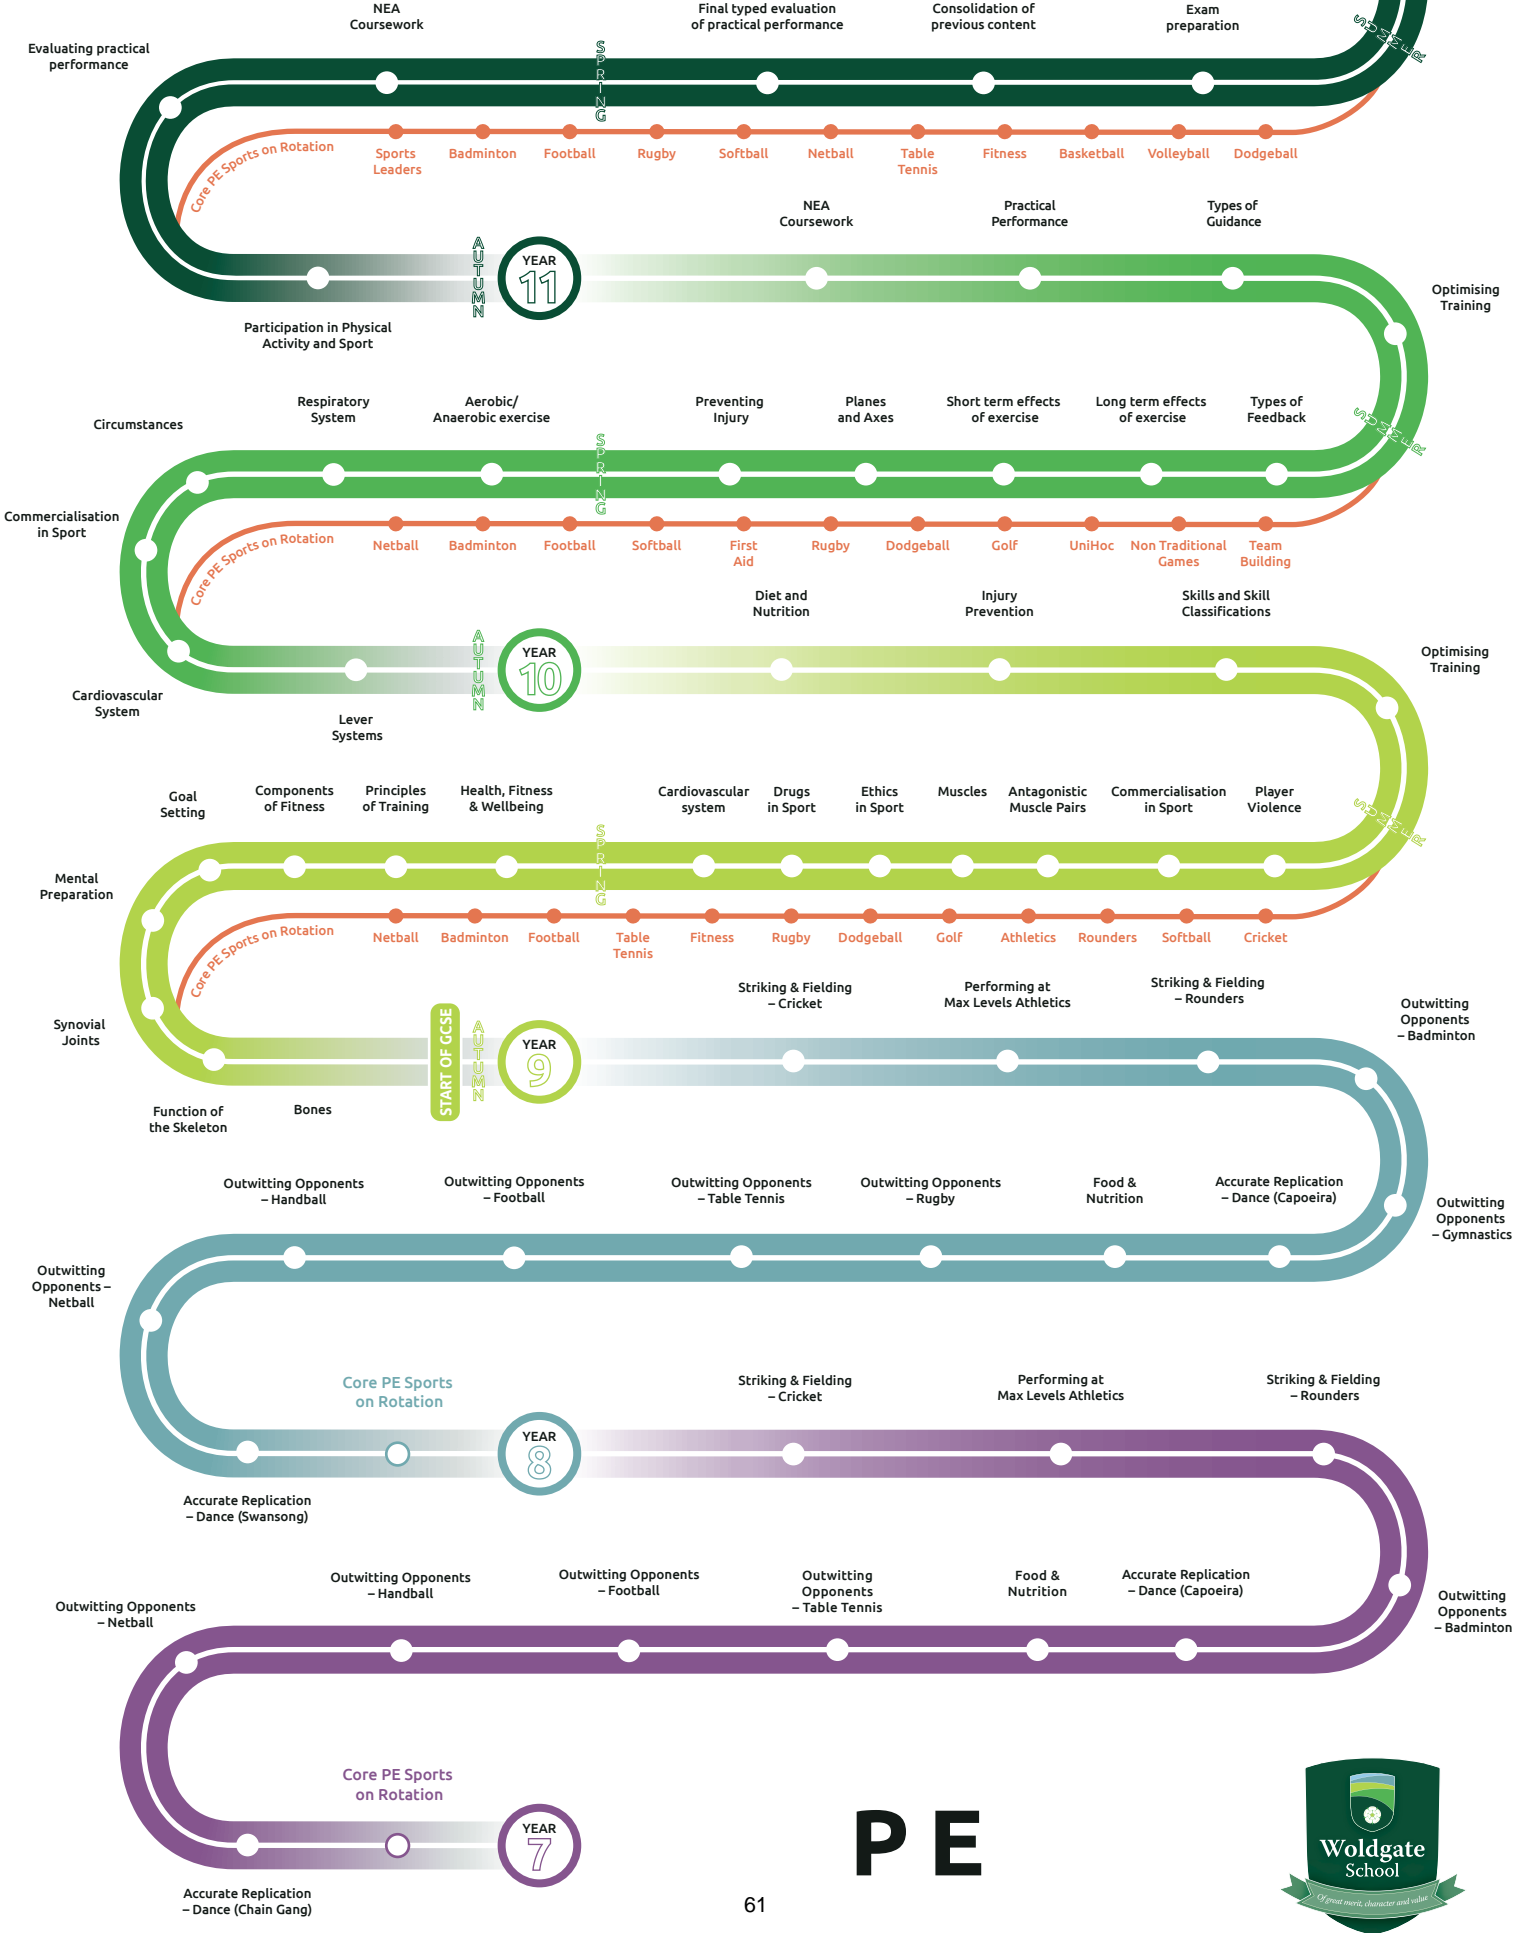 NEA
Coursework
Final typed evaluation
of practical performance
Consolidation of
previous content
Exam
preparation
SUMMER
Evaluating practical
performance
SPRING
Core PE Sports on Rotation
Sports
Leaders
Badminton
Football
Rugby
Softball
Netball
Table
Tennis
Fitness
Basketball
Volleyball
Dodgeball
NEA
Coursework
Practical
Performance
Types of
Guidance
AUTUMN
YEAR
11
Optimising
Training
Participation in Physical
Activity and Sport
Circumstances
Respiratory
System
Aerobic/
Anaerobic exercise
Preventing
Injury
Planes
and Axes
Short term effects
of exercise
Long term effects
of exercise
Types of
Feedback
SUMMER
SPRING
Commercialisation
in Sport
Core PE Sports on Rotation
Netball
Badminton
Football
Softball
First
Aid
Rugby
Dodgeball
Golf
UniHoc
Non Traditional
Games
Team
Building
Diet and
Nutrition
Injury
Prevention
Skills and Skill
Classifications
AUTUMN
YEAR
10
Optimising
Training
Cardiovascular
System
Lever
Systems
Goal
Setting
Components
of Fitness
Principles
of Training
Health, Fitness
& Wellbeing
Cardiovascular
system
Drugs
in Sport
Ethics
in Sport
Muscles
Antagonistic
Muscle Pairs
Commercialisation
in Sport
Player
Violence
SUMMER
SPRING
Mental
Preparation
Core PE Sports on Rotation
Netball
Badminton
Football
Table
Tennis
Fitness
Rugby
Dodgeball
Golf
Athletics
Rounders
Softball
Cricket
Striking & Fielding
– Cricket
Performing at
Max Levels Athletics
Striking & Fielding
– Rounders
Outwitting
Opponents
– Badminton
Synovial
Joints
START OF GCSE
AUTUMN
YEAR
9
Function of
the Skeleton
Bones
Outwitting Opponents
– Handball
Outwitting Opponents
– Football
Outwitting Opponents
– Table Tennis
Outwitting Opponents
– Rugby
Food &
Nutrition
Accurate Replication
– Dance (Capoeira)
Outwitting
Opponents
– Gymnastics
Outwitting
Opponents –
Netball
Core PE Sports
on Rotation
YEAR
8
Striking & Fielding
– Cricket
Performing at
Max Levels Athletics
Striking & Fielding
– Rounders
Accurate Replication
– Dance (Swansong)
Outwitting Opponents
– Netball
Outwitting Opponents
– Handball
Outwitting Opponents
– Football
Outwitting
Opponents
– Table Tennis
Food &
Nutrition
Accurate Replication
– Dance (Capoeira)
Outwitting
Opponents
– Badminton
Core PE Sports
on Rotation
YEAR
7
Accurate Replication
– Dance (Chain Gang)
PE
61
Woldgate
School
Of great merit, character and value